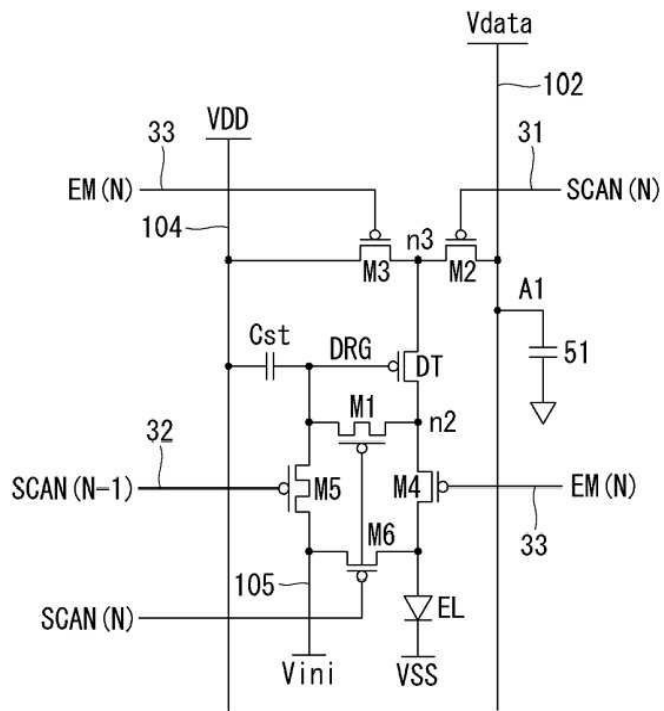 Vdata
102
VDD
33
31
EM(N)
SCAN(N)
104
n3
M3
M2
A1
Cst
DRG
DT
51
M1
n2
32
SCAN(N-1)
M5
M4
EM(N)
M6
33
105
EL
SCAN(N)
Vini
VSS